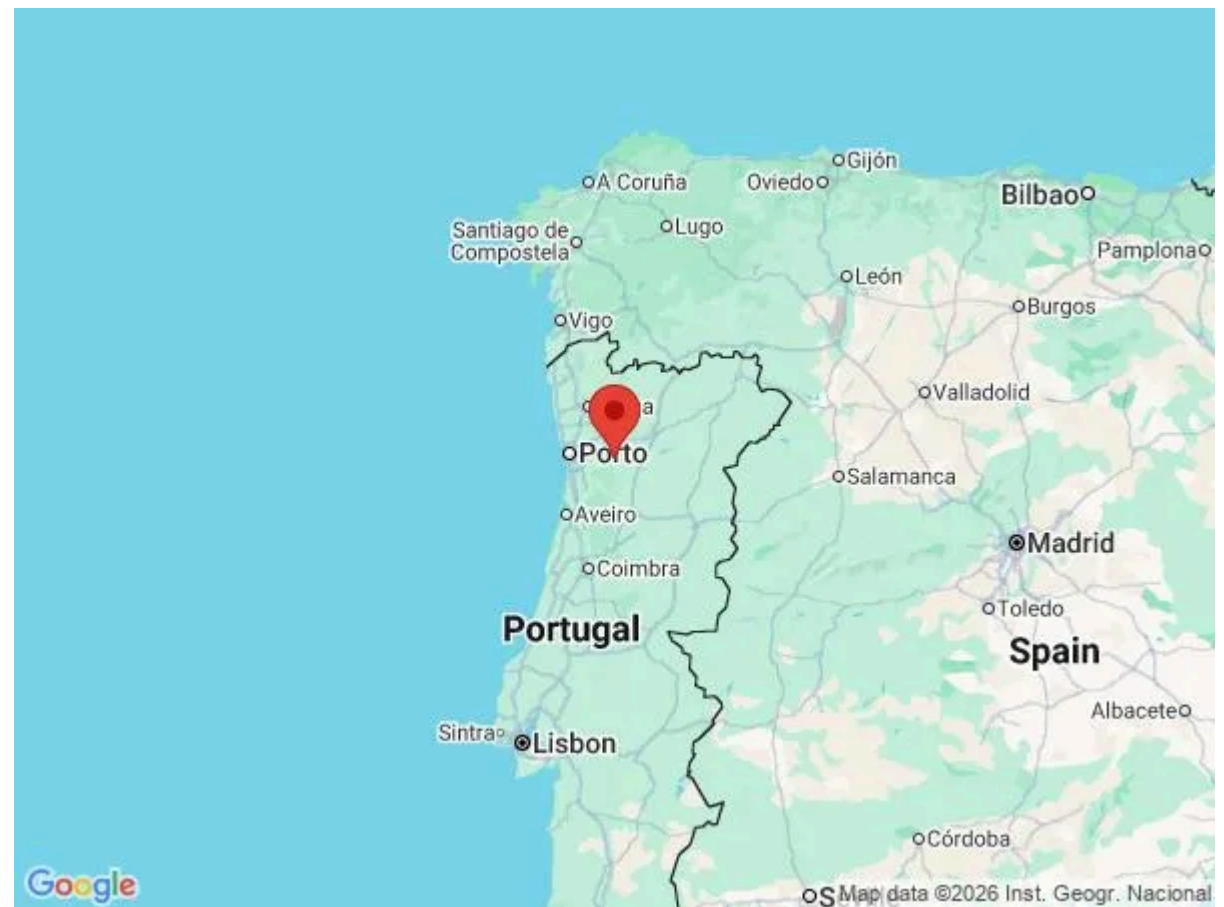 Gijón
A Coruña
Oviedo
Bilbao
Lugo
Santiago de
Compostela
Pamplona
León
Burgos
Vigo
Valladolid
Porto
Salamanca
Aveiro
Madrid
Coimbra
Toledo
Portugal
Spain
Albacete
Sintra
Lisbon
Córdoba
Google
Map data ©2026 Inst. Geogr. Nacional